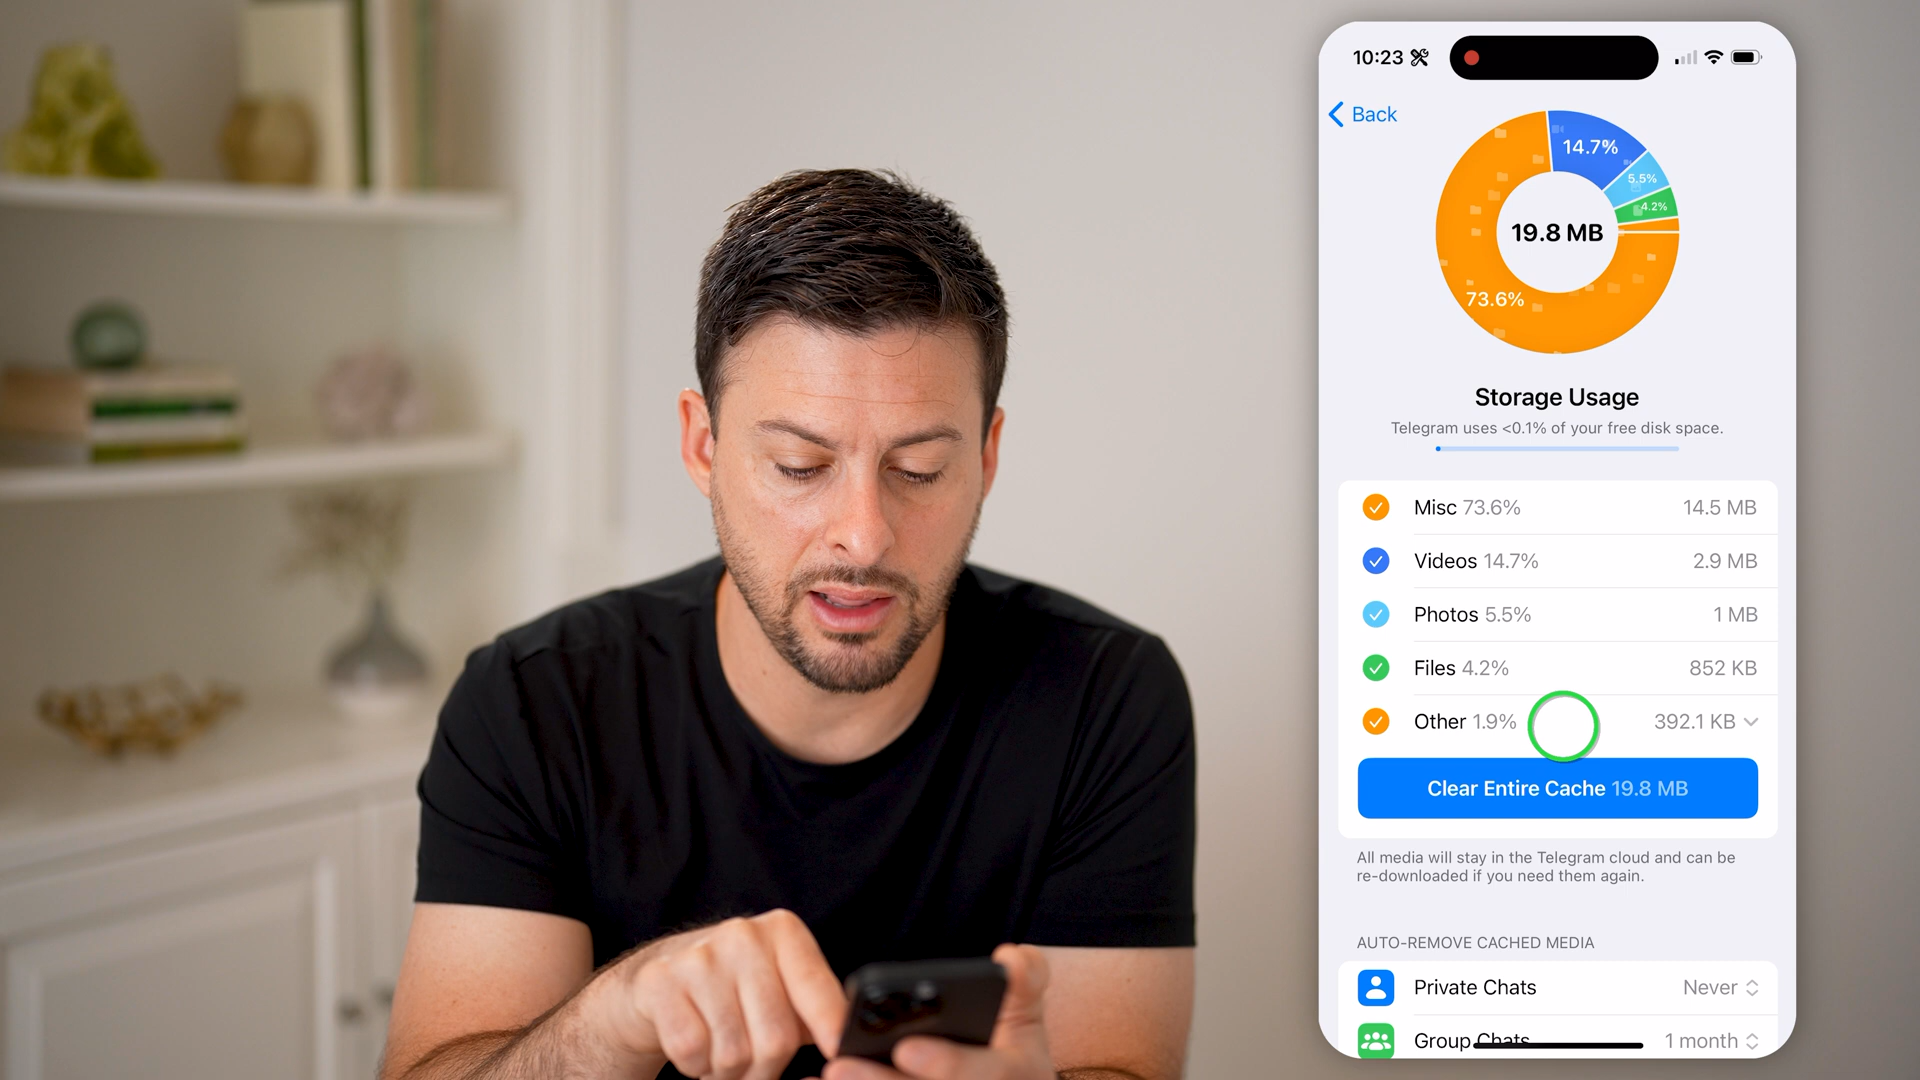 10:23
Back
14.7%
5.5%
4.2%
19.8 MB
73.6%
Storage Usage
Telegram uses <0.1% of your free disk space.
Misc 73.6% 14.5 MB
Videos 14.7% 2.9 MB
Photos 5.5% 1 MB
Files 4.2% 852 KB
Other 1.9% 392.1 KB
Clear Entire Cache 19.8 MB
All media will stay in the Telegram cloud and can be
re-downloaded if you need them again.
AUTO-REMOVE CACHED MEDIA
Private Chats Never
Group Chats 1 month